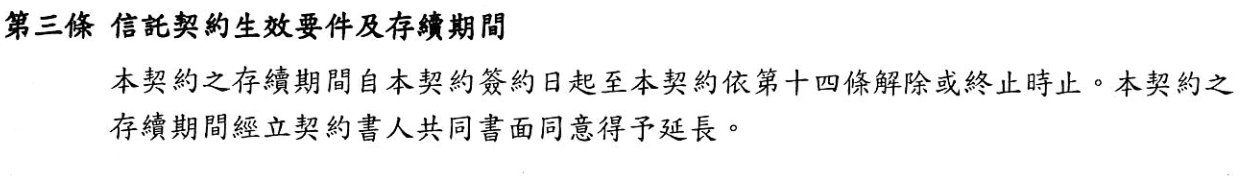 第三條 信託契約生效要件及存續期間
本契約之存續期間自本契約簽約日起至本契約依第十四條解除或終止時止。本契約之
存續期間經立契約書人共同書面同意得予延長。